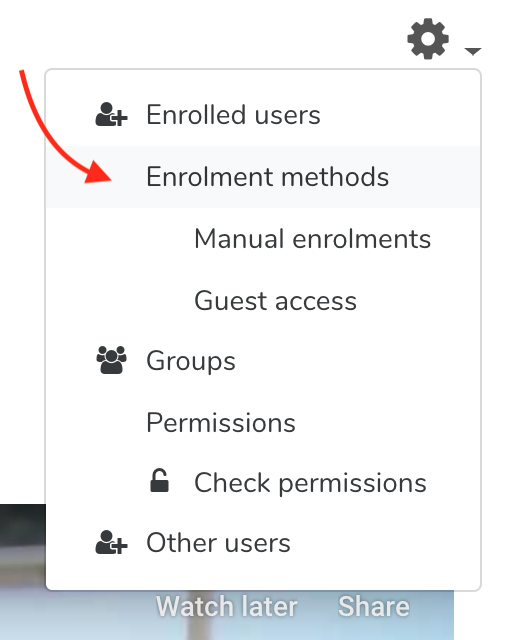 Enrolled users
Enrolment methods
Manual enrolments
Guest access
Groups
Permissions
Check permissions
Other users
Watch later Share